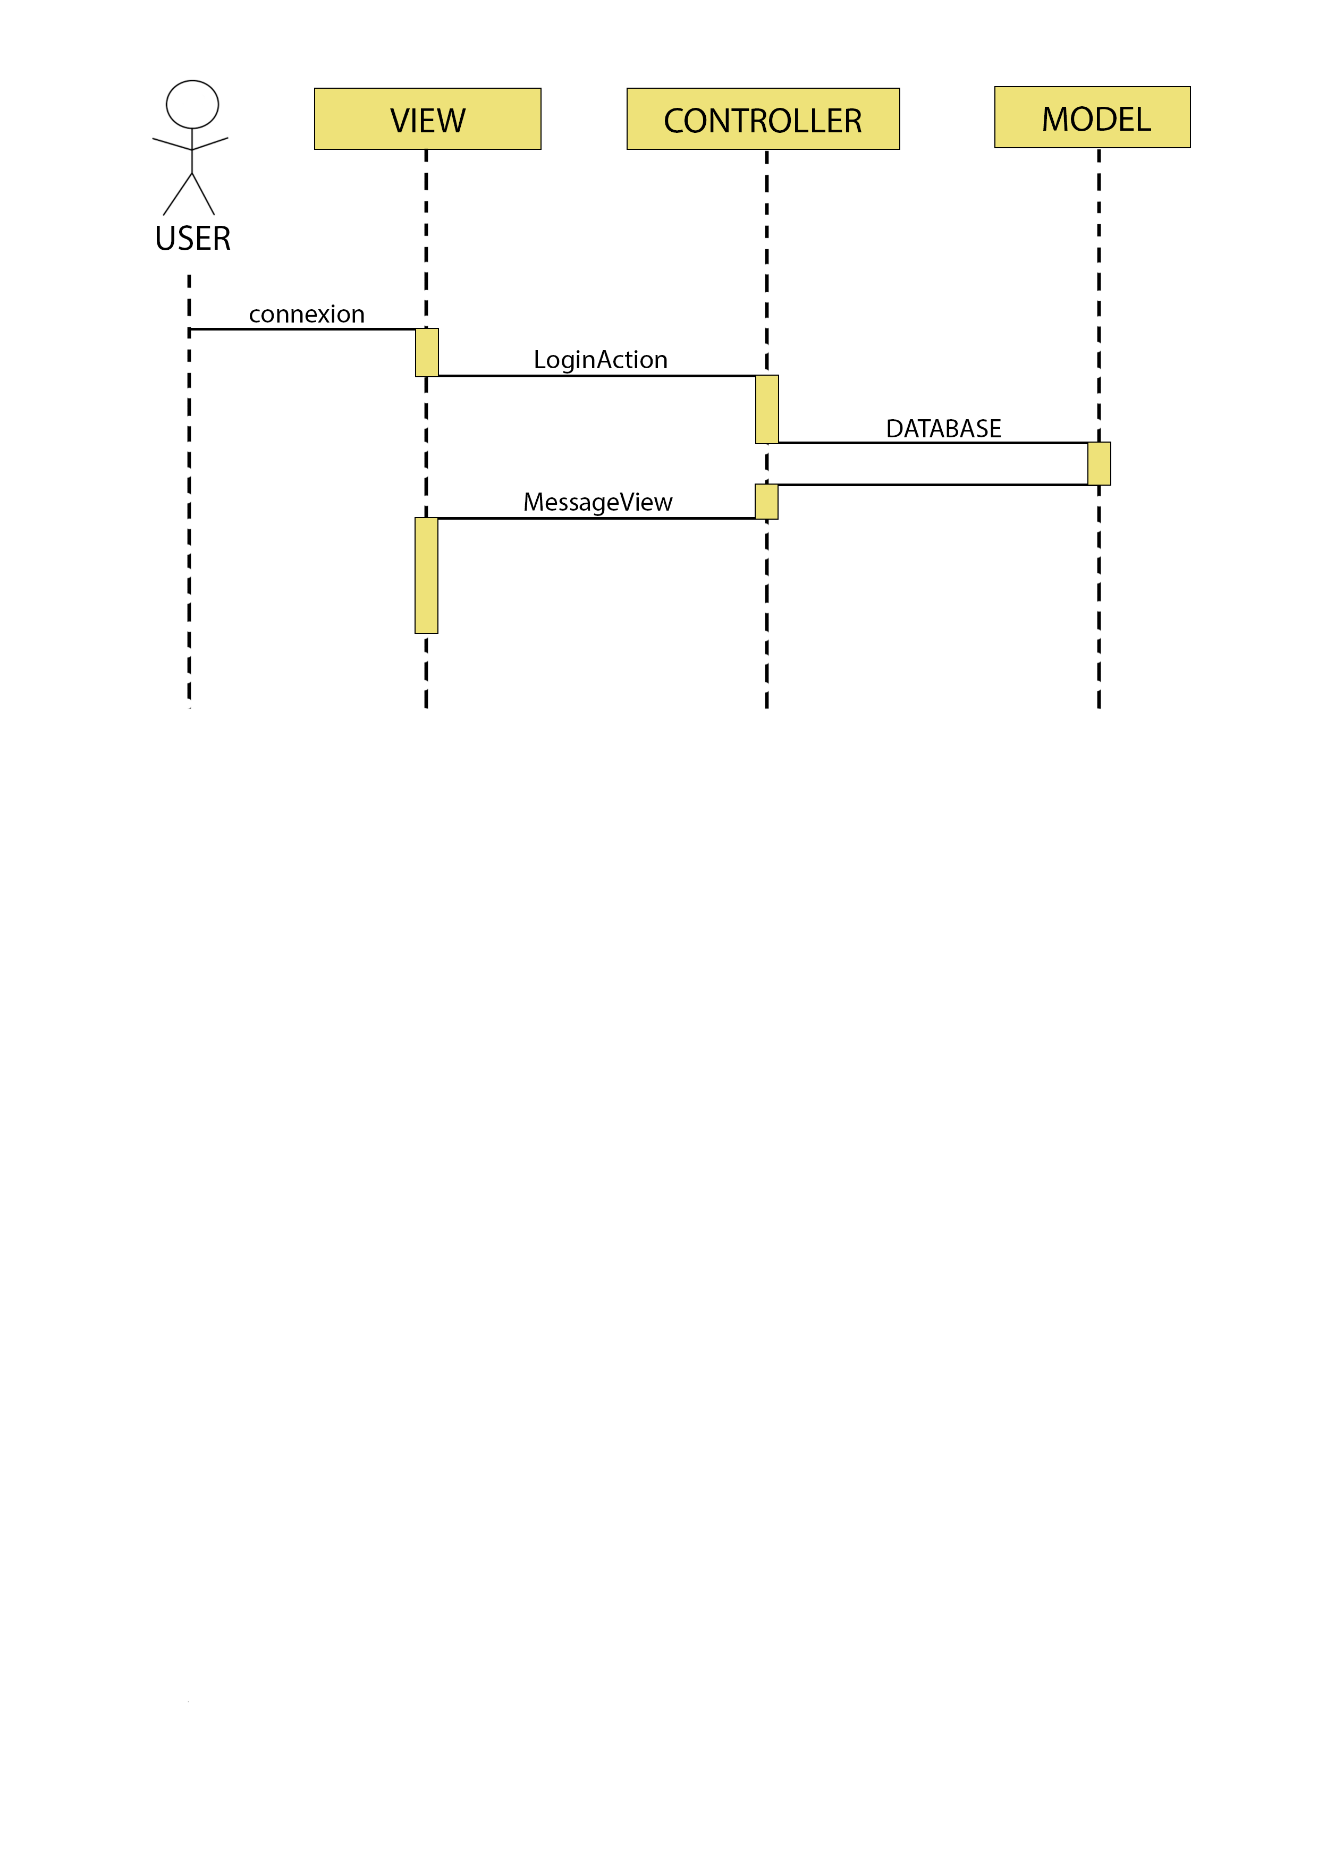 VIEW
CONTROLLER
MODEL
USER
connexion
LoginAction
DATABASE
MessageView